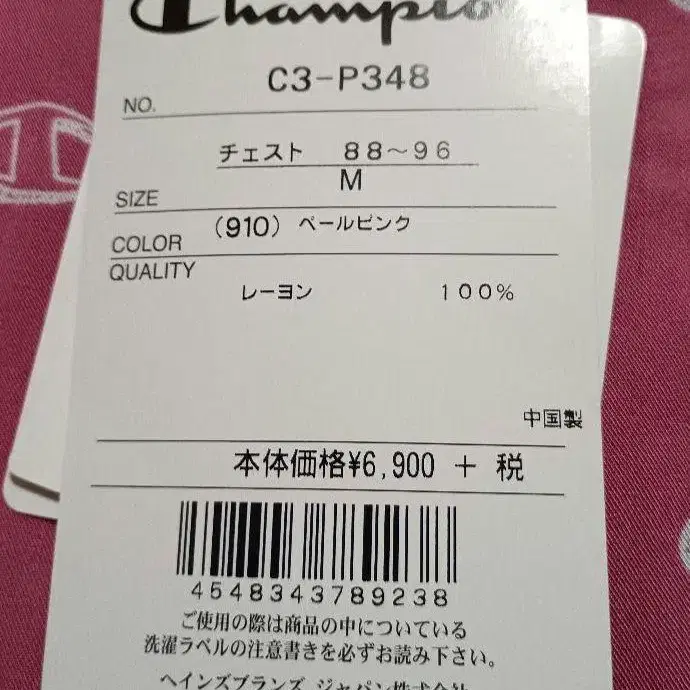 Champion
C3-P348
NO.
チェスト 88～96
M
SIZE
(910) ペールピンク
COLOR
QUALITY
レーヨン 100%
中国製
本体価格¥6,900 + 税
4548343789238
ご使用の際は商品の中についている
洗濯ラベルの注意書きを必ずお読み下さい。
ヘインズブランズ ジャパン株式会社